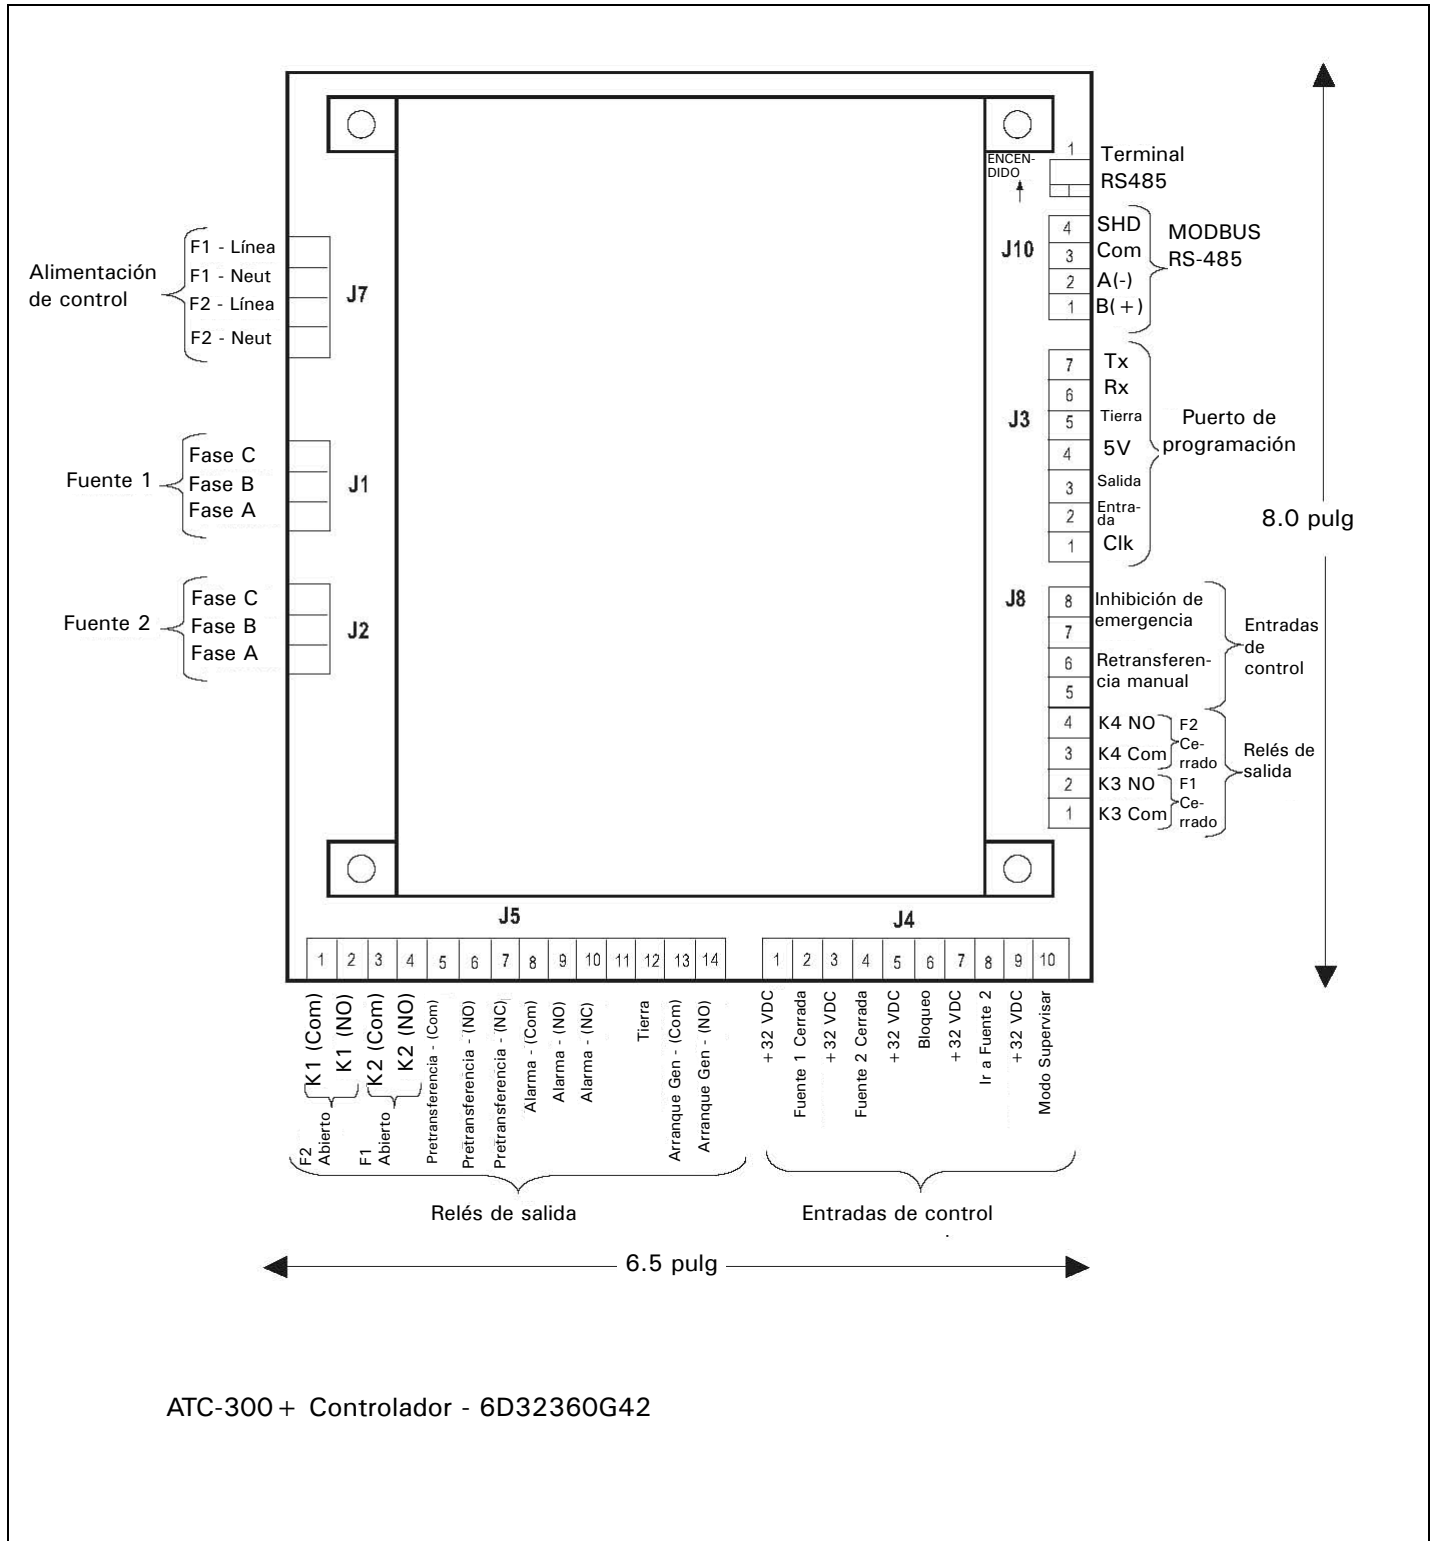 ENCEN-
DIDO
1
Terminal
RS485
J10
4
SHD
3
Com
2
A(-)
1
B(+)
MODBUS
RS-485
Alimentación
de control
F1 - Línea
F1 - Neut
F2 - Línea
F2 - Neut
J7
J3
7
Tx
6
Rx
5
Tierra
4
5V
3
Salida
2
Entra-
da
1
Clk
Puerto de
programación
Fuente 1
Fase C
Fase B
Fase A
J1
8.0 pulg
Fuente 2
Fase C
Fase B
Fase A
J2
J8
8
Inhibición de
emergencia
7
6
Retransferen-
cia manual
5
Entradas
de
control
4
K4 NO
3
K4 Com
F2
Ce-
rrado
2
K3 NO
1
K3 Com
F1
Ce-
rrado
Relés de
salida
J5
1 2 3 4 5 6 7 8 9 10 11 12 13 14
K1 (Com)
K1 (NO)
F2
Abierto
K2 (Com)
K2 (NO)
F1
Abierto
Pretransferencia - (Com)
Pretransferencia - (NO)
Pretransferencia - (NC)
Alarma - (Com)
Alarma - (NO)
Alarma - (NC)
Tierra
Arranque Gen - (Com)
Arranque Gen - (NO)
Relés de salida
J4
1 2 3 4 5 6 7 8 9 10
+32 VDC
Fuente 1 Cerrada
+32 VDC
Fuente 2 Cerrada
+32 VDC
Bloqueo
+32 VDC
Ir a Fuente 2
+32 VDC
Modo Supervisar
Entradas de control
6.5 pulg
ATC-300+ Controlador - 6D32360G42